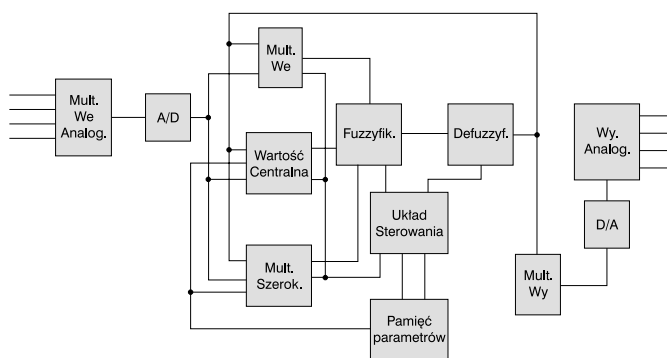 Mult.
We
Analog.
A/D
Mult.
We
Wartość
Centralna
Mult.
Szerok.
Fuzzyfik.
Defuzzyf.
Układ
Sterowania
Pamięć
parametrów
Wy.
Analog.
D/A
Mult.
Wy